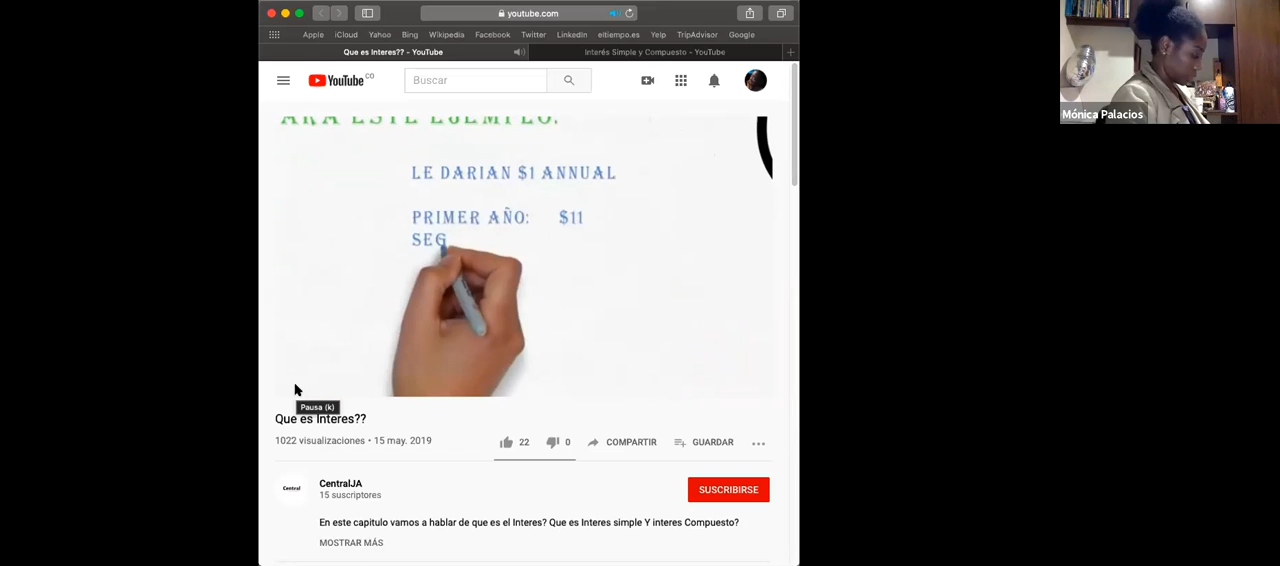 youtube.com
Apple iCloud Yahoo Bing Wikipedia Facebook Twitter LinkedIn eltiempo.es Yelp TripAdvisor Google
Que es Interes?? - YouTube
Interés Simple y Compuesto - YouTube
YouTube CO
Buscar
ARA ESTE EJEMPLO:
LE DARIAN $1 ANNUAL
PRIMER AÑO: $11
SEG
Pausa (k)
Que es Interes??
1022 visualizaciones • 15 may. 2019
22 0 COMPARTIR GUARDAR
Central
CentralJA
15 suscriptores
SUSCRIBIRSE
En este capitulo vamos a hablar de que es el Interes? Que es Interes simple Y interes Compuesto?
MOSTRAR MÁS
Mónica Palacios